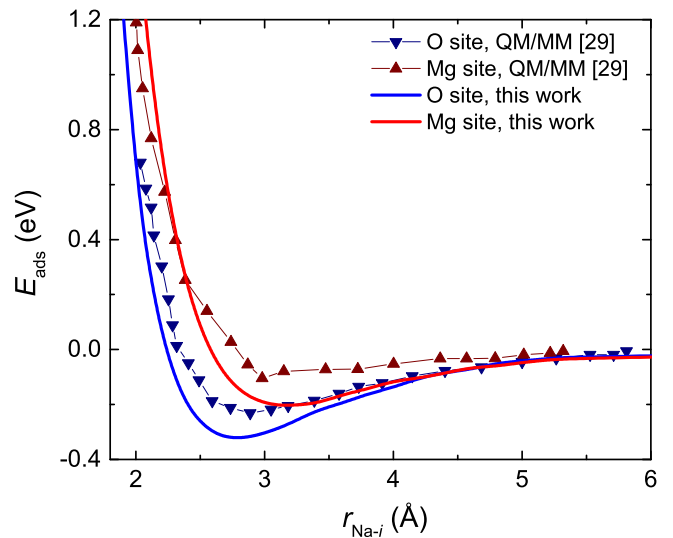 1.2
0.8
0.4
0.0
-0.4
E_ads (eV)
O site, QM/MM [29]
Mg site, QM/MM [29]
O site, this work
Mg site, this work
2 3 4 5 6
r_Na-i (Å)